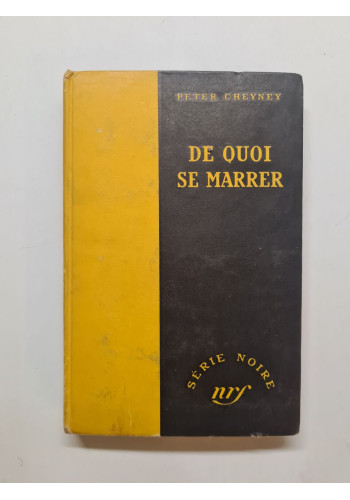 PETER CHEYNEY
DE QUOI
SE MARRER
SÉRIE NOIRE
nrf